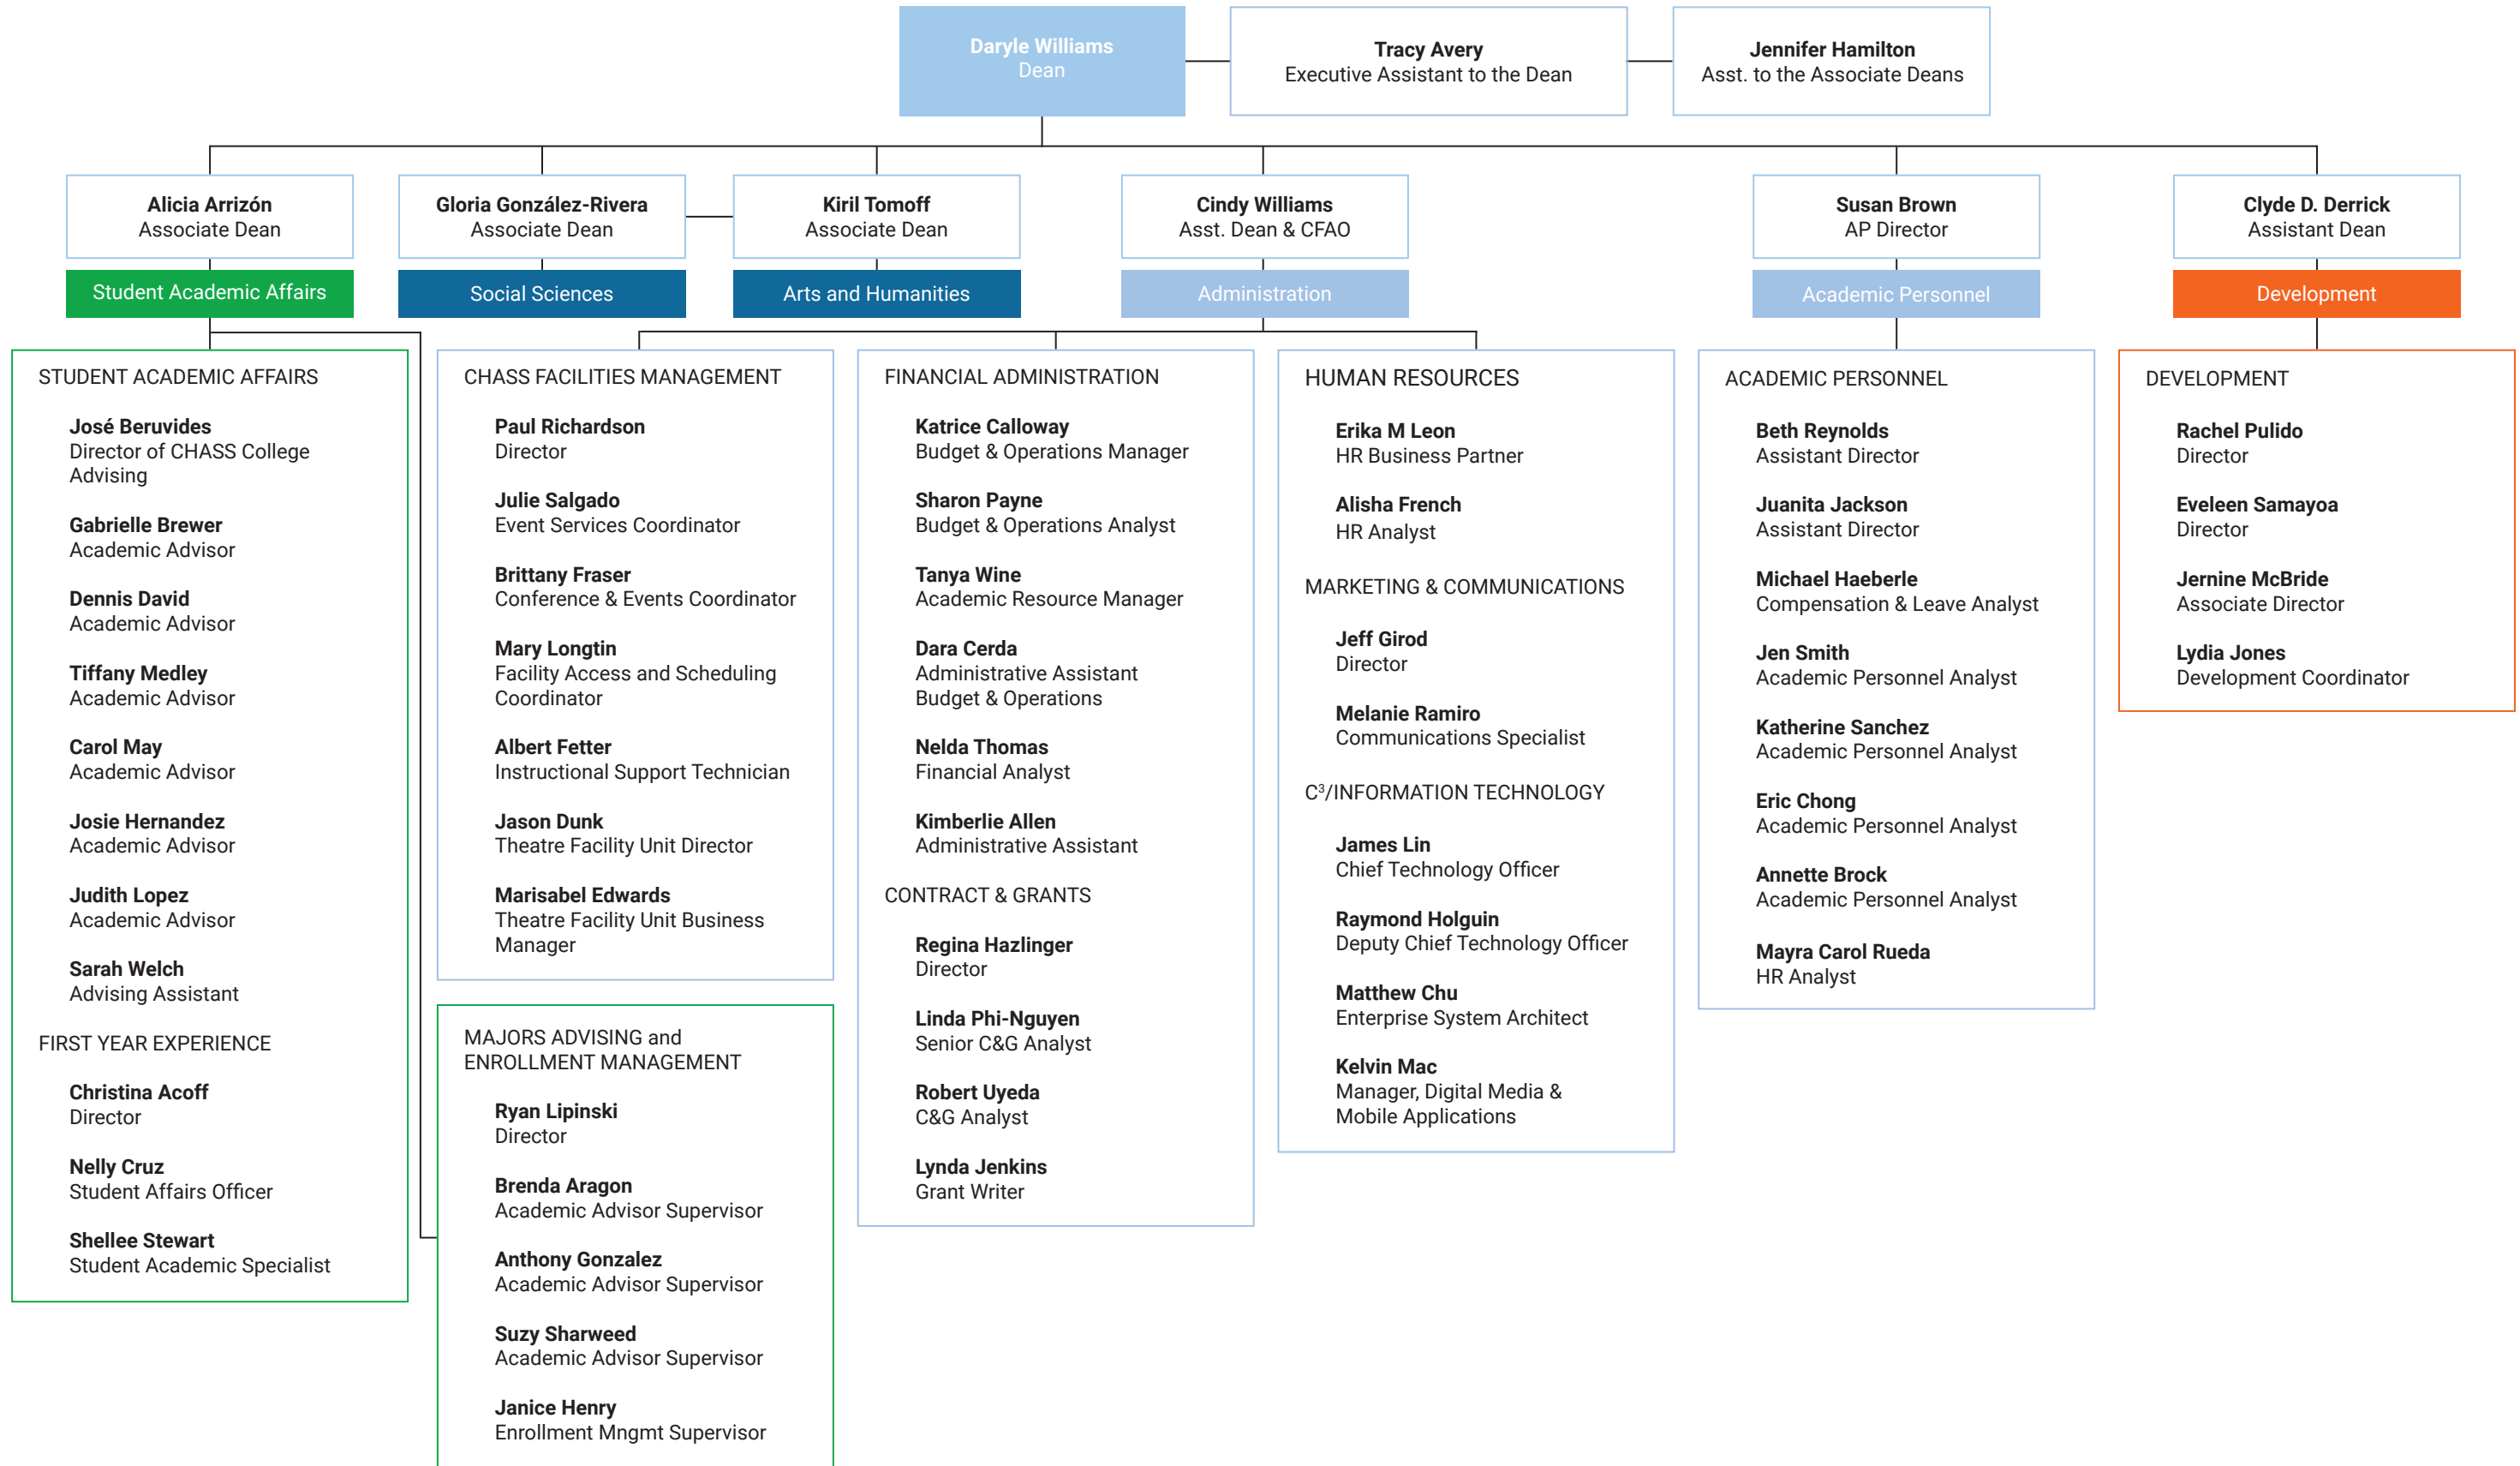 Daryle Williams
Dean
Tracy Avery
Executive Assistant to the Dean
Jennifer Hamilton
Asst. to the Associate Deans
Alicia Arrizón
Associate Dean
Student Academic Affairs
Gloria González-Rivera
Associate Dean
Social Sciences
Kiril Tomoff
Associate Dean
Arts and Humanities
Cindy Williams
Asst. Dean & CFAO
Administration
Susan Brown
AP Director
Academic Personnel
Clyde D. Derrick
Assistant Dean
Development
STUDENT ACADEMIC AFFAIRS
José Beruvides
Director of CHASS College
Advising
Gabrielle Brewer
Academic Advisor
Dennis David
Academic Advisor
Tiffany Medley
Academic Advisor
Carol May
Academic Advisor
Josie Hernandez
Academic Advisor
Judith Lopez
Academic Advisor
Sarah Welch
Advising Assistant
FIRST YEAR EXPERIENCE
Christina Acoff
Director
Nelly Cruz
Student Affairs Officer
Shellee Stewart
Student Academic Specialist
CHASS FACILITIES MANAGEMENT
Paul Richardson
Director
Julie Salgado
Event Services Coordinator
Brittany Fraser
Conference & Events Coordinator
Mary Longtin
Facility Access and Scheduling
Coordinator
Albert Fetter
Instructional Support Technician
Jason Dunk
Theatre Facility Unit Director
Marisabel Edwards
Theatre Facility Unit Business
Manager
MAJORS ADVISING and
ENROLLMENT MANAGEMENT
Ryan Lipinski
Director
Brenda Aragon
Academic Advisor Supervisor
Anthony Gonzalez
Academic Advisor Supervisor
Suzy Sharweed
Academic Advisor Supervisor
Janice Henry
Enrollment Mngmt Supervisor
FINANCIAL ADMINISTRATION
Katrice Calloway
Budget & Operations Manager
Sharon Payne
Budget & Operations Analyst
Tanya Wine
Academic Resource Manager
Dara Cerda
Administrative Assistant
Budget & Operations
Nelda Thomas
Financial Analyst
Kimberlie Allen
Administrative Assistant
CONTRACT & GRANTS
Regina Hazlinger
Director
Linda Phi-Nguyen
Senior C&G Analyst
Robert Uyeda
C&G Analyst
Lynda Jenkins
Grant Writer
HUMAN RESOURCES
Erika M Leon
HR Business Partner
Alisha French
HR Analyst
MARKETING & COMMUNICATIONS
Jeff Girod
Director
Melanie Ramiro
Communications Specialist
C³/INFORMATION TECHNOLOGY
James Lin
Chief Technology Officer
Raymond Holguin
Deputy Chief Technology Officer
Matthew Chu
Enterprise System Architect
Kelvin Mac
Manager, Digital Media &
Mobile Applications
ACADEMIC PERSONNEL
Beth Reynolds
Assistant Director
Juanita Jackson
Assistant Director
Michael Haeberle
Compensation & Leave Analyst
Jen Smith
Academic Personnel Analyst
Katherine Sanchez
Academic Personnel Analyst
Eric Chong
Academic Personnel Analyst
Annette Brock
Academic Personnel Analyst
Mayra Carol Rueda
HR Analyst
DEVELOPMENT
Rachel Pulido
Director
Eveleen Samayoa
Director
Jernine McBride
Associate Director
Lydia Jones
Development Coordinator